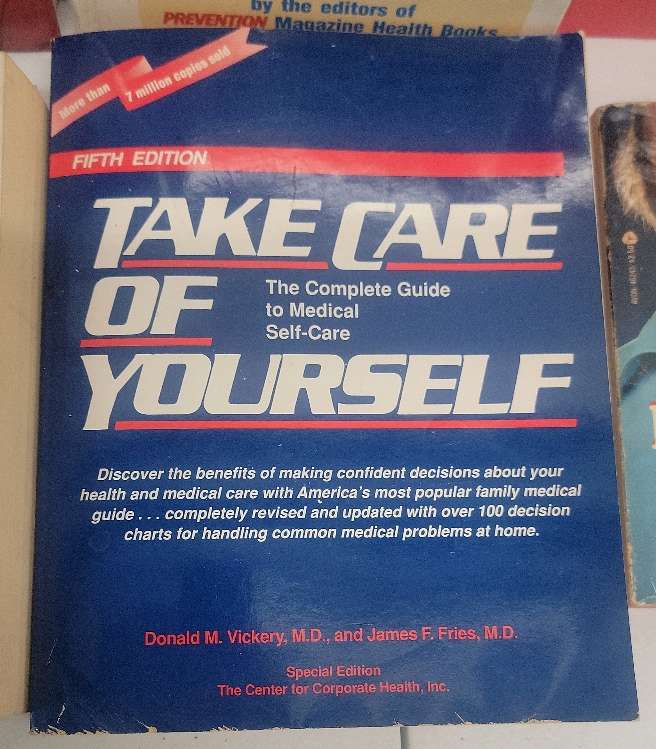 by the editors of
PREVENTION Magazine Health Books
More than 7 million copies sold
FIFTH EDITION
TAKE CARE
OF
YOURSELF
The Complete Guide
to Medical
Self-Care
Discover the benefits of making confident decisions about your
health and medical care with America's most popular family medical
guide . . . completely revised and updated with over 100 decision
charts for handling common medical problems at home.
Donald M. Vickery, M.D., and James F. Fries, M.D.
Special Edition
The Center for Corporate Health, Inc.